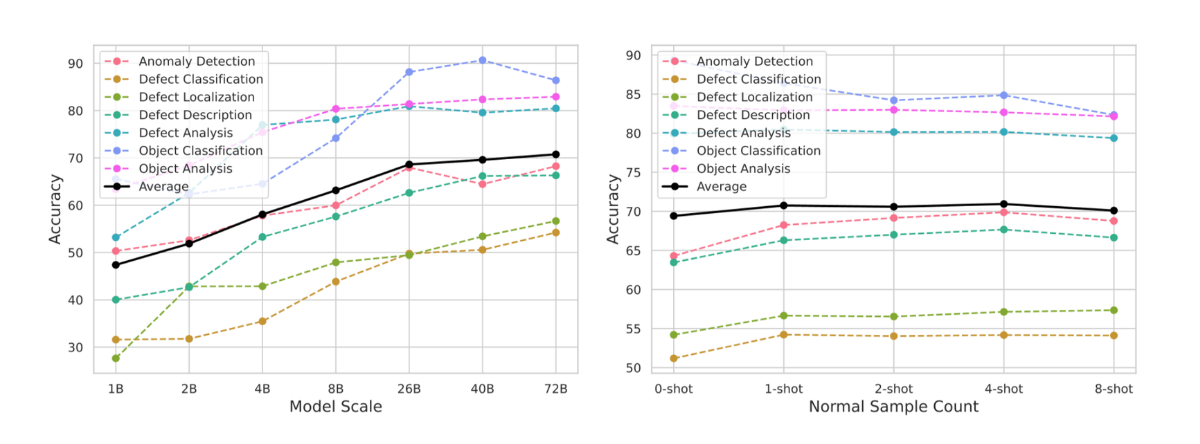 90
80
70
60
50
40
30
Accuracy
Anomaly Detection
Defect Classification
Defect Localization
Defect Description
Defect Analysis
Object Classification
Object Analysis
Average
1B 2B 4B 8B 26B 40B 72B
Model Scale
90
85
80
75
70
65
60
55
50
Accuracy
Anomaly Detection
Defect Classification
Defect Localization
Defect Description
Defect Analysis
Object Classification
Object Analysis
Average
0-shot 1-shot 2-shot 4-shot 8-shot
Normal Sample Count